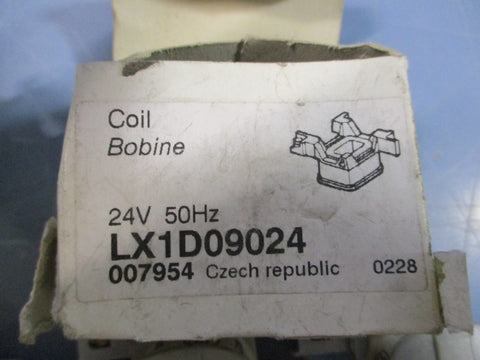 Coil
Bobine
24V 50Hz
LX1D09024
007954 Czech republic 0228